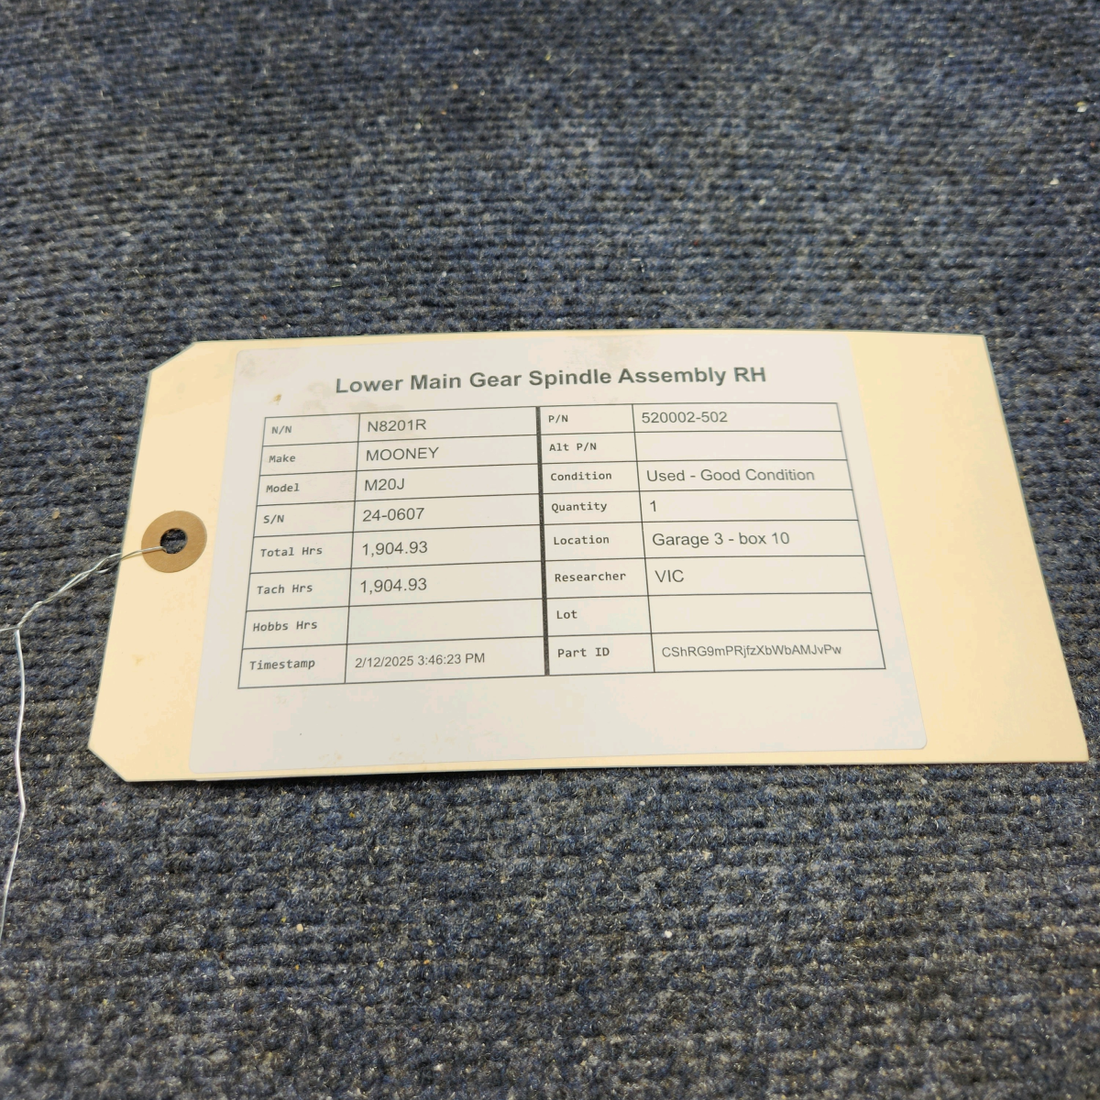 Lower Main Gear Spindle Assembly RH
N/N N8201R P/N 520002-502
Make MOONEY Alt P/N
Model M20J Condition Used - Good Condition
S/N 24-0607 Quantity 1
Total Hrs 1,904.93 Location Garage 3 - box 10
Tach Hrs 1,904.93 Researcher VIC
Hobbs Hrs Lot
Timestamp 2/12/2025 3:46:23 PM Part ID CShRG9mPRjfzXbWbAMJvPw